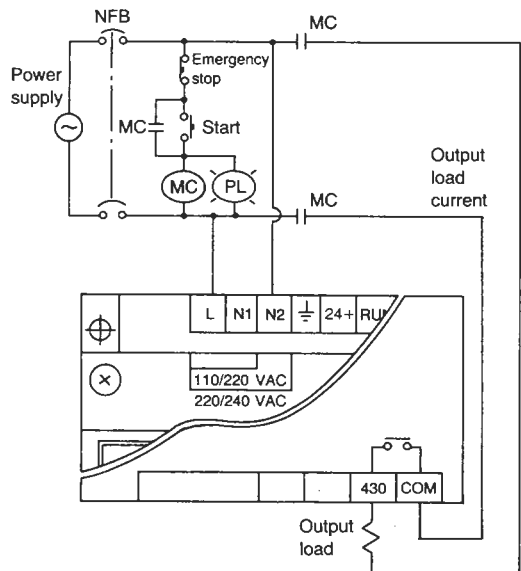 NFB
MC
Power
supply
Emergency
stop
MC
Start
MC
PL
MC
Output
load
current
L
N1
N2
24+
RUN
110/220 VAC
220/240 VAC
430
COM
Output
load